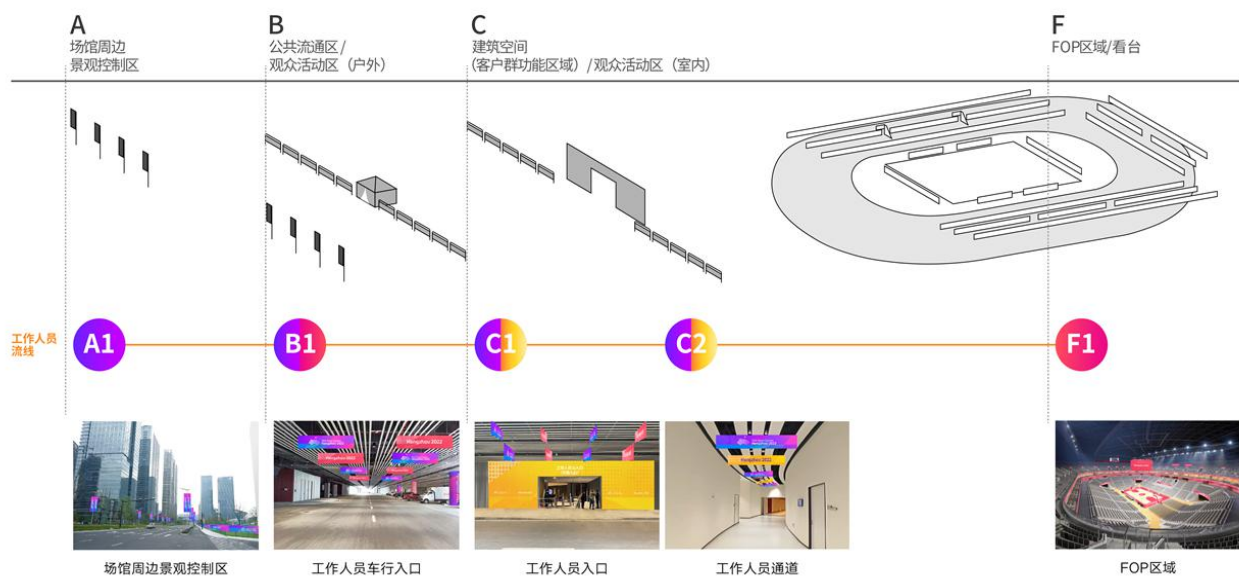 A
场馆周边
景观控制区
B
公共流通区/
观众活动区（户外）
C
建筑空间
(客户群功能区域) /观众活动区（室内）
F
FOP区域/看台
工作人员
流线
A1
B1
C1
C2
F1
Hangzhou 2022
Hangzhou 2022
场馆周边景观控制区
工作人员车行入口
工作人员入口
工作人员通道
FOP区域